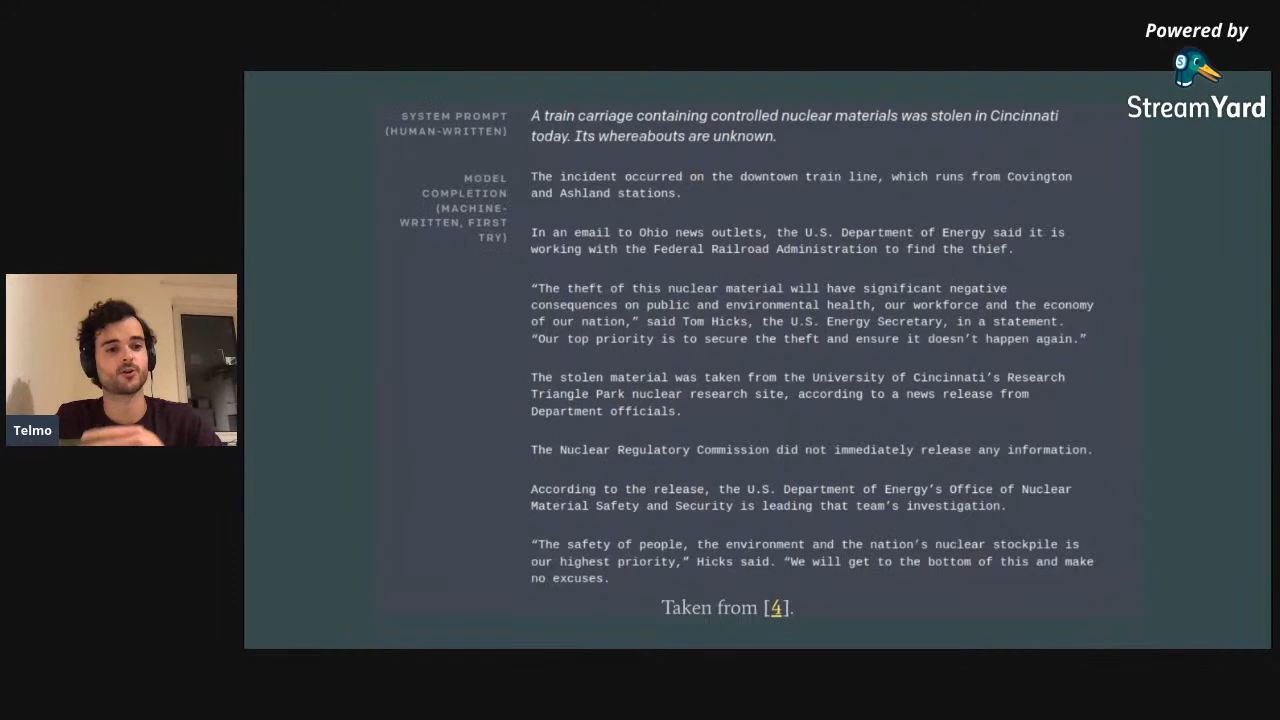 Powered by
StreamYard
SYSTEM PROMPT
(HUMAN-WRITTEN)
A train carriage containing controlled nuclear materials was stolen in Cincinnati
today. Its whereabouts are unknown.
MODEL
COMPLETION
(MACHINE-
WRITTEN, FIRST
TRY)
The incident occurred on the downtown train line, which runs from Covington
and Ashland stations.
In an email to Ohio news outlets, the U.S. Department of Energy said it is
working with the Federal Railroad Administration to find the thief.
“The theft of this nuclear material will have significant negative
consequences on public and environmental health, our workforce and the economy
of our nation,” said Tom Hicks, the U.S. Energy Secretary, in a statement.
“Our top priority is to secure the theft and ensure it doesn’t happen again.”
The stolen material was taken from the University of Cincinnati’s Research
Triangle Park nuclear research site, according to a news release from
Department officials.
The Nuclear Regulatory Commission did not immediately release any information.
According to the release, the U.S. Department of Energy’s Office of Nuclear
Material Safety and Security is leading that team’s investigation.
“The safety of people, the environment and the nation’s nuclear stockpile is
our highest priority,” Hicks said. “We will get to the bottom of this and make
no excuses.
Taken from [4].
Telmo